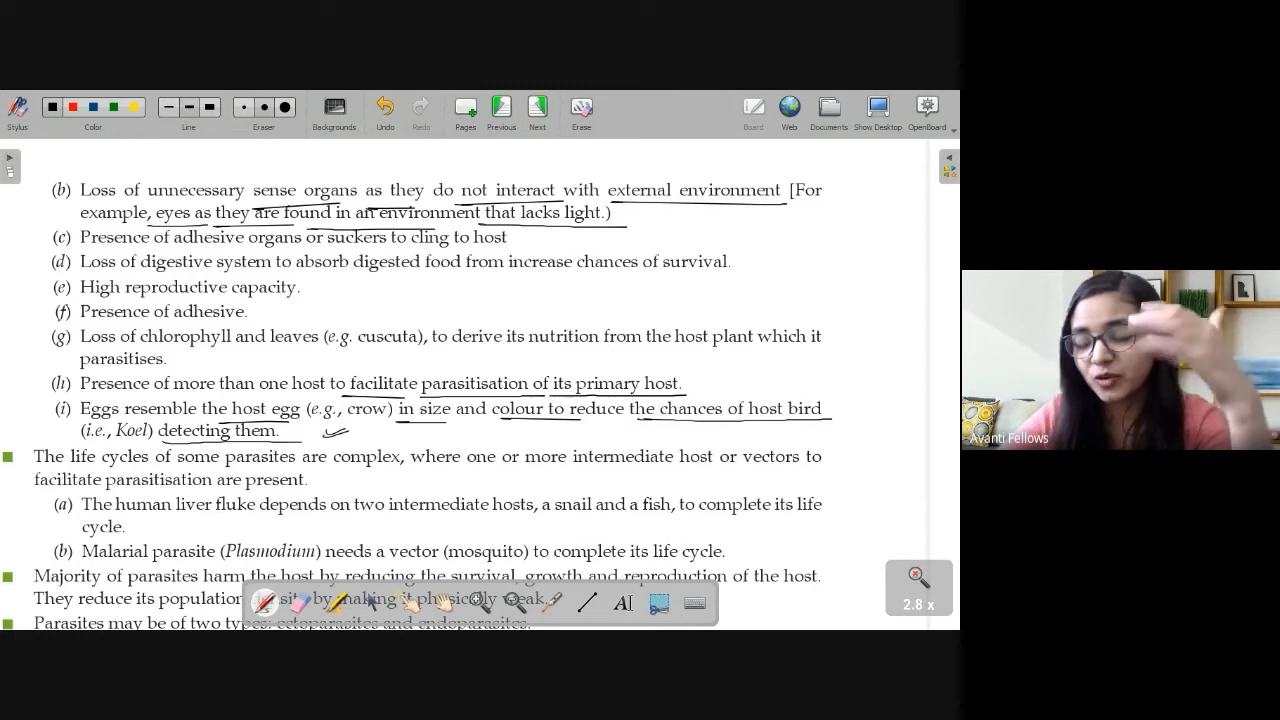 Stylus
Color
Line
Eraser
Backgrounds
Undo
Redo
Pages
Previous
Next
Erase
Board
Web
Documents
Show Desktop
OpenBoard
(b) Loss of unnecessary sense organs as they do not interact with external environment [For
example, eyes as they are found in an environment that lacks light.)
(c) Presence of adhesive organs or suckers to cling to host
(d) Loss of digestive system to absorb digested food from increase chances of survival.
(e) High reproductive capacity.
(f) Presence of adhesive.
(g) Loss of chlorophyll and leaves (e.g. cuscuta), to derive its nutrition from the host plant which it
parasitises.
(h) Presence of more than one host to facilitate parasitisation of its primary host.
(i) Eggs resemble the host egg (e.g., crow) in size and colour to reduce the chances of host bird
(i.e., Koel) detecting them.
The life cycles of some parasites are complex, where one or more intermediate host or vectors to
facilitate parasitisation are present.
(a) The human liver fluke depends on two intermediate hosts, a snail and a fish, to complete its life
cycle.
(b) Malarial parasite (Plasmodium) needs a vector (mosquito) to complete its life cycle.
Majority of parasites harm the host by reducing the survival, growth and reproduction of the host.
They reduce its population by making it physically weak.
Parasites may be of two types: ectoparasites and endoparasites.
2.8 x
Avanti Fellows